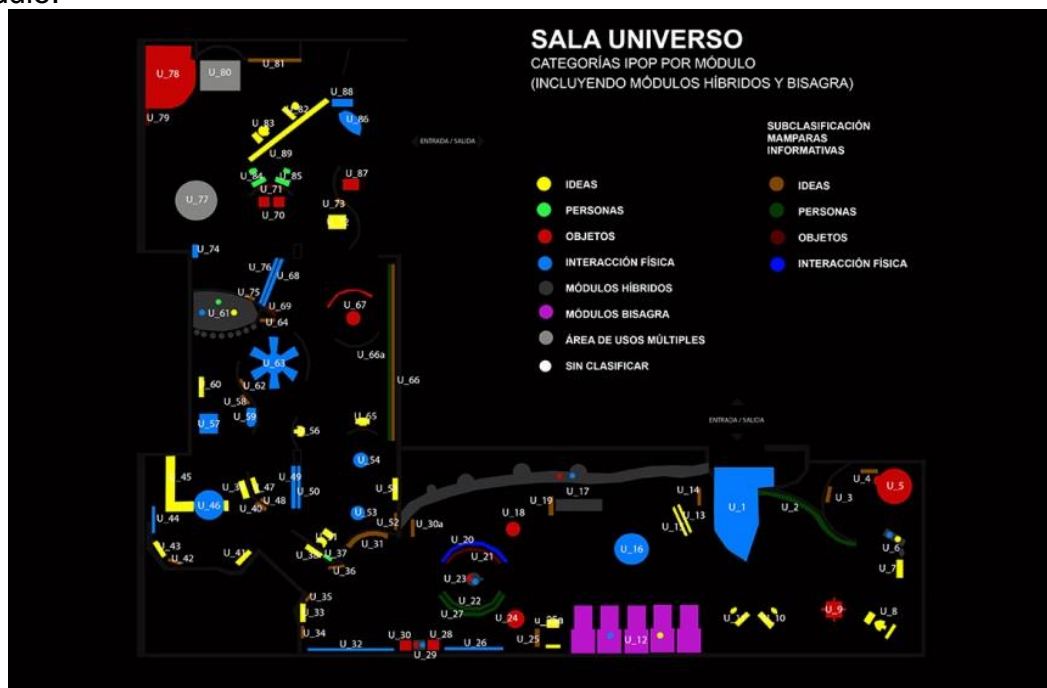 SALA UNIVERSO
CATEGORÍAS IPOP POR MÓDULO
(INCLUYENDO MÓDULOS HÍBRIDOS Y BISAGRA)
SUBCLASIFICACIÓN
MAMPARAS
INFORMATIVAS
IDEAS
PERSONAS
OBJETOS
INTERACCIÓN FÍSICA
MÓDULOS HÍBRIDOS
MÓDULOS BISAGRA
ÁREA DE USOS MÚLTIPLES
SIN CLASIFICAR
IDEAS
PERSONAS
OBJETOS
INTERACCIÓN FÍSICA
ENTRADA / SALIDA
ENTRADA / SALIDA
U_78
U_80
U_81
U_79
U_88
U_82
U_86
U_83
U_89
U_84
U_85
U_71
U_87
U_77
U_70
U_73
U_74
U_76
U_68
U_75
U_69
U_61
U_64
U_67
U_63
U_66a
U_66
U_60
U_62
U_58
U_57
U_59
U_56
U_65
U_45
U_54
U_47
U_49
U_48
U_50
U_46
U_40
U_44
U_53
U_52
U_43
U_42
U_41
U_38
U_37
U_36
U_31
U_30a
U_35
U_33
U_34
U_32
U_30
U_28
U_29
U_26
U_20
U_21
U_23
U_22
U_27
U_24
U_25
U_18
U_19
U_17
U_16
U_14
U_13
U_15
U_12
U_1
U_2
U_3
U_4
U_5
U_6
U_7
U_8
U_9
U_10